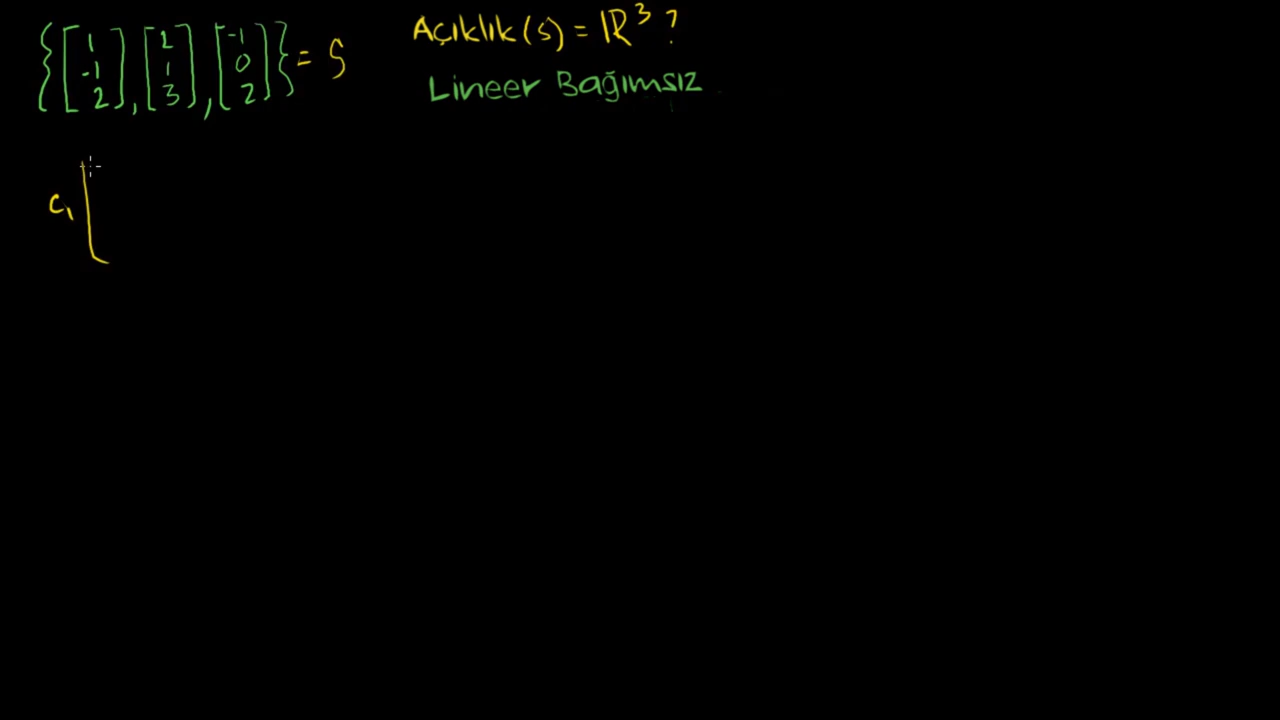 {[1 -1 2], [2 1 3], [-1 0 2]} = S
Açıklık(s) = ℝ³ ?
Lineer Bağımsız
c₁[